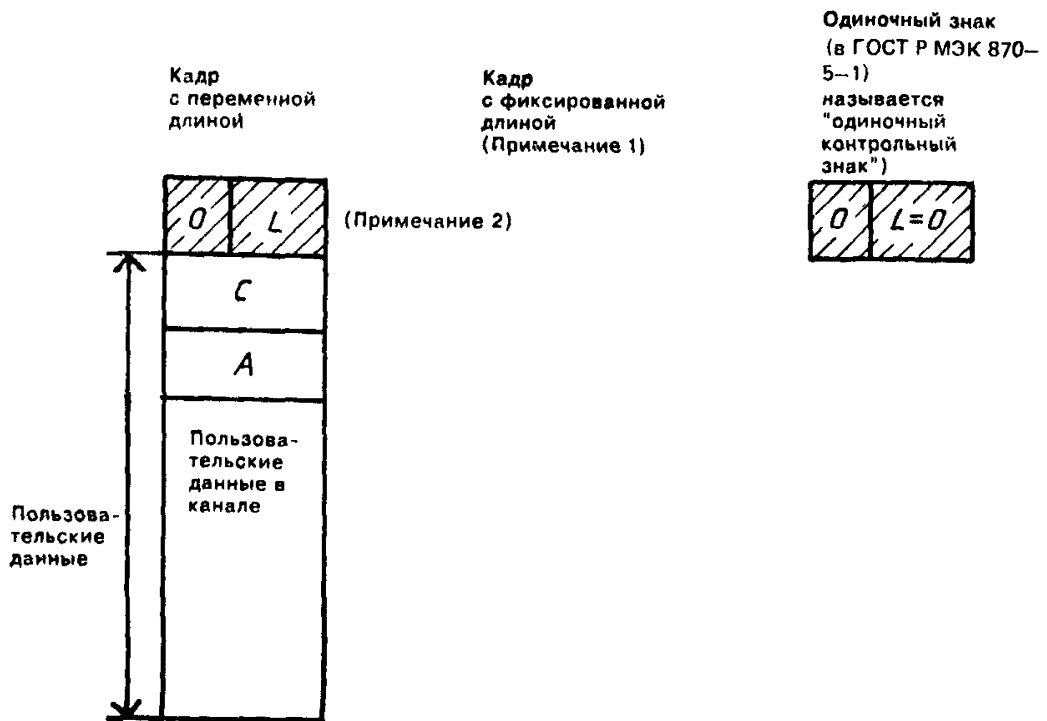 Кадр
с переменной
длиной
Кадр
с фиксированной
длиной
(Примечание 1)
Одиночный знак
(в ГОСТ Р МЭК 870–
5–1)
называется
"одиночный
контрольный
знак")
0 L
(Примечание 2)
0 L=0
C
A
Пользова-
тельские
данные в
канале
Пользова-
тельские
данные